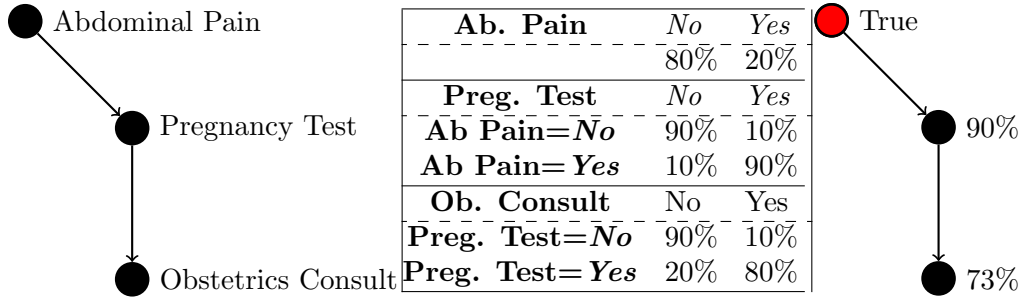 Abdominal Pain
Pregnancy Test
Obstetrics Consult
Ab. Pain No Yes
80% 20%
Preg. Test No Yes
Ab Pain=No 90% 10%
Ab Pain=Yes 10% 90%
Ob. Consult No Yes
Preg. Test=No 90% 10%
Preg. Test=Yes 20% 80%
True
90%
73%